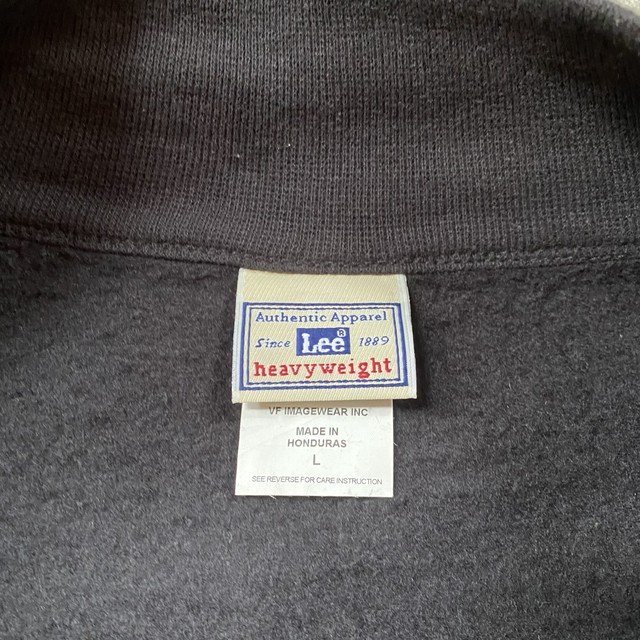 Authentic Apparel
Since Lee® 1889
heavyweight
VF IMAGEWEAR INC
MADE IN
HONDURAS
L
SEE REVERSE FOR CARE INSTRUCTION